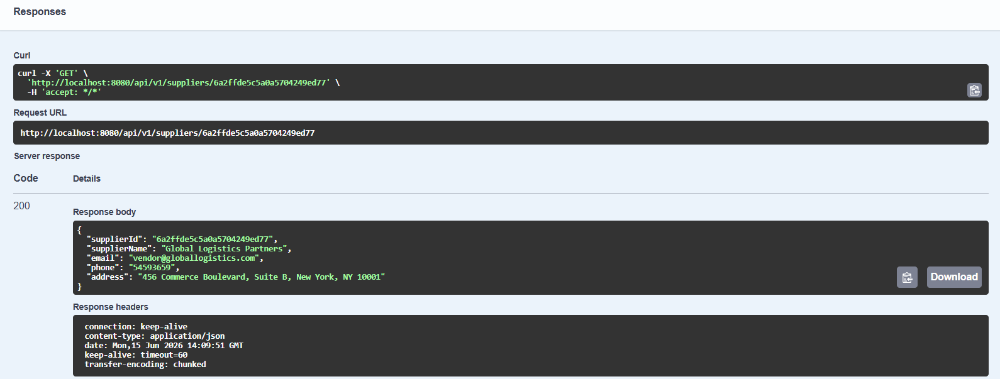 Responses
Curl
curl -X 'GET' \
  'http://localhost:8080/api/v1/suppliers/6a2ffde5c5a0a5704249ed77' \
  -H 'accept: */*'
Request URL
http://localhost:8080/api/v1/suppliers/6a2ffde5c5a0a5704249ed77
Server response
Code Details
200
Response body
{
  "supplierId": "6a2ffde5c5a0a5704249ed77",
  "supplierName": "Global Logistics Partners",
  "email": "vendor@globallogistics.com",
  "phone": "54593659",
  "address": "456 Commerce Boulevard, Suite B, New York, NY 10001"
}
Download
Response headers
connection: keep-alive
content-type: application/json
date: Mon,15 Jun 2026 14:09:51 GMT
keep-alive: timeout=60
transfer-encoding: chunked